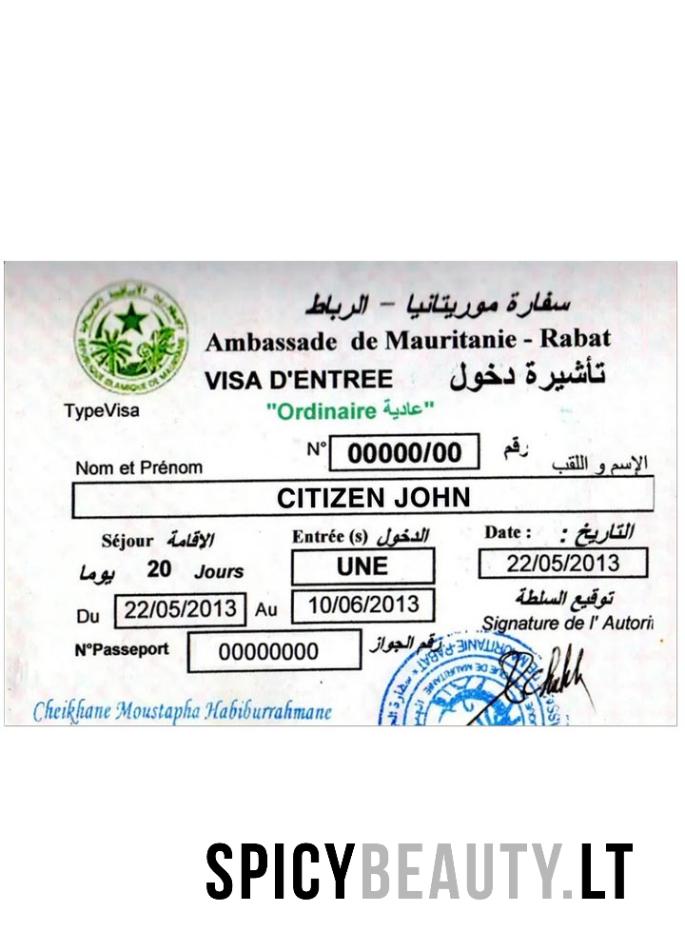 سفارة موريتانيا – الرباط
Ambassade de Mauritanie - Rabat
VISA D'ENTREE تأشيرة دخول
TypeVisa "Ordinaire عادية"
N° 00000/00 رقم
Nom et Prénom الإسم و اللقب
CITIZEN JOHN
Séjour الإقامة Entrée (s) الدخول Date : التاريخ :
يوما 20 Jours UNE 22/05/2013
Du 22/05/2013 Au 10/06/2013 توقيع السلطة
Signature de l' Autori
N°Passeport 00000000 رقم الجواز
Cheikhane Moustapha Habiburrahmane
SPICYBEAUTY.LT